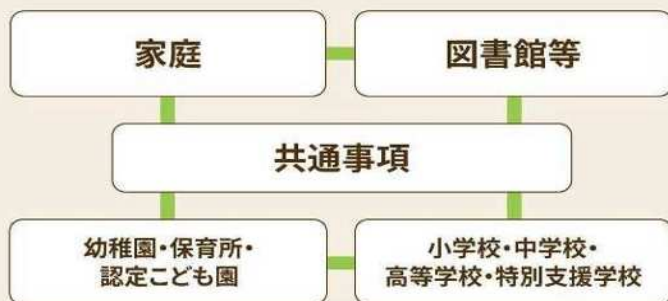 家庭
図書館等
共通事項
幼稚園・保育所・
認定こども園
小学校・中学校・
高等学校・特別支援学校